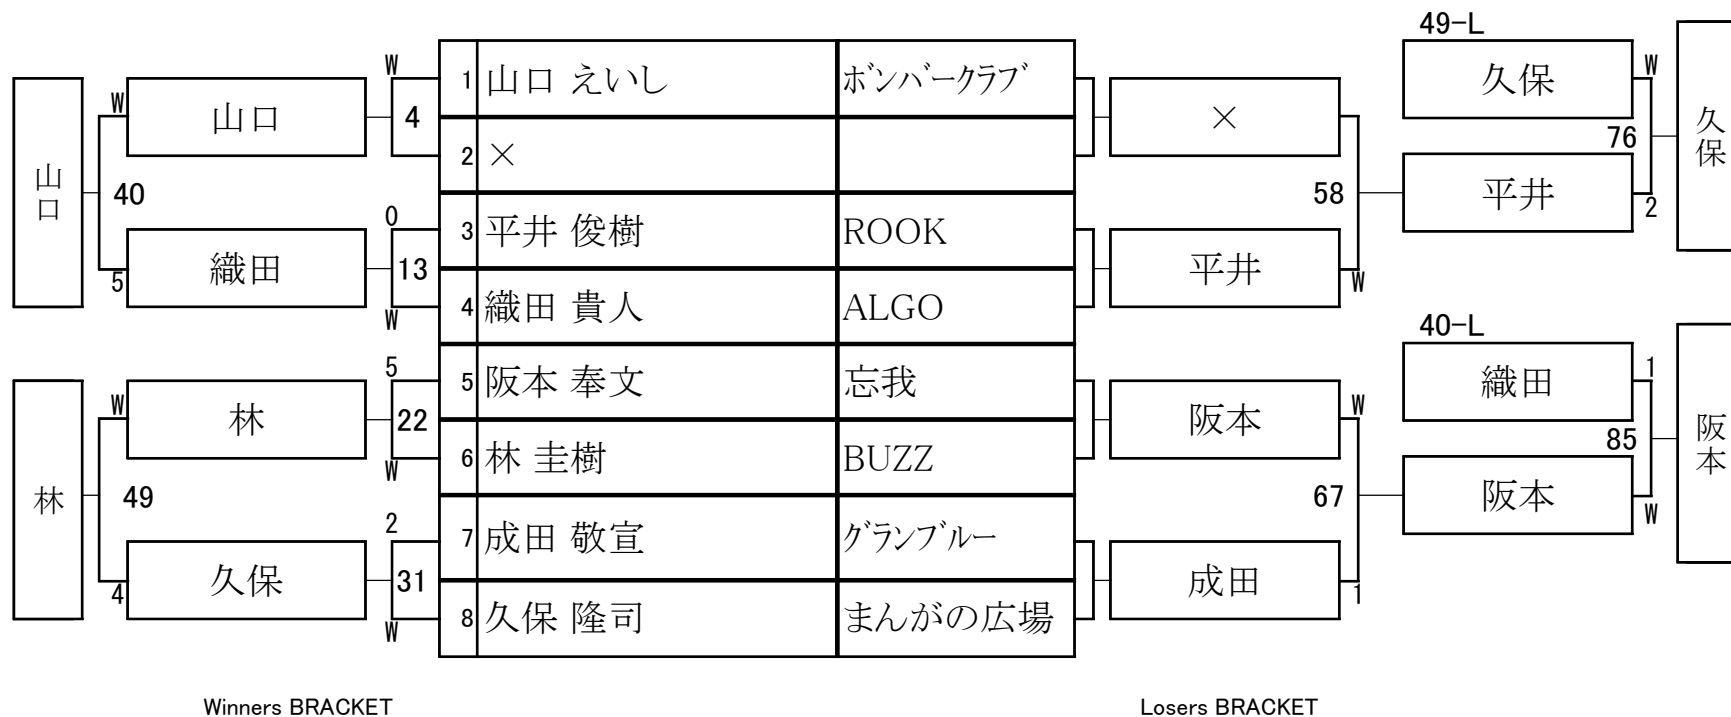 49-L
W 1 山口 えいし ボンバークラブ 久保 W
W 山口 4 × 久保
2 × 76
山口 40 58 平井 2
0 3 平井 俊樹 ROOK
5 織田 13 平井 W
W 4 織田 貴人 ALGO
40-L
5 5 阪本 奉文 忘我 織田 1
W 林 22 阪本 W 阪本
W 6 林 圭樹 BUZZ 85
林 49 67 阪本 W
2 7 成田 敬宣 グランブルー
4 久保 31 成田 1
W 8 久保 隆司 まんがの広場
Winners BRACKET Losers BRACKET